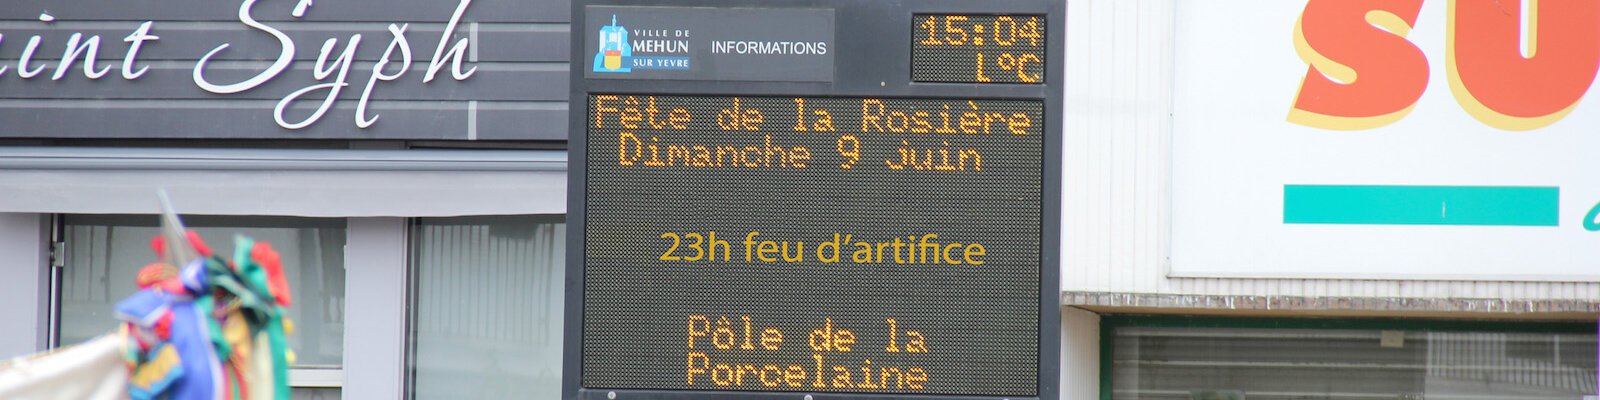 Syph
VILLE DE
MEHUN
SUR YEVRE
INFORMATIONS
15:04
Fête de la Rosière
Dimanche 9 juin
23h feu d’artifice
Pôle de la
Porcelaine